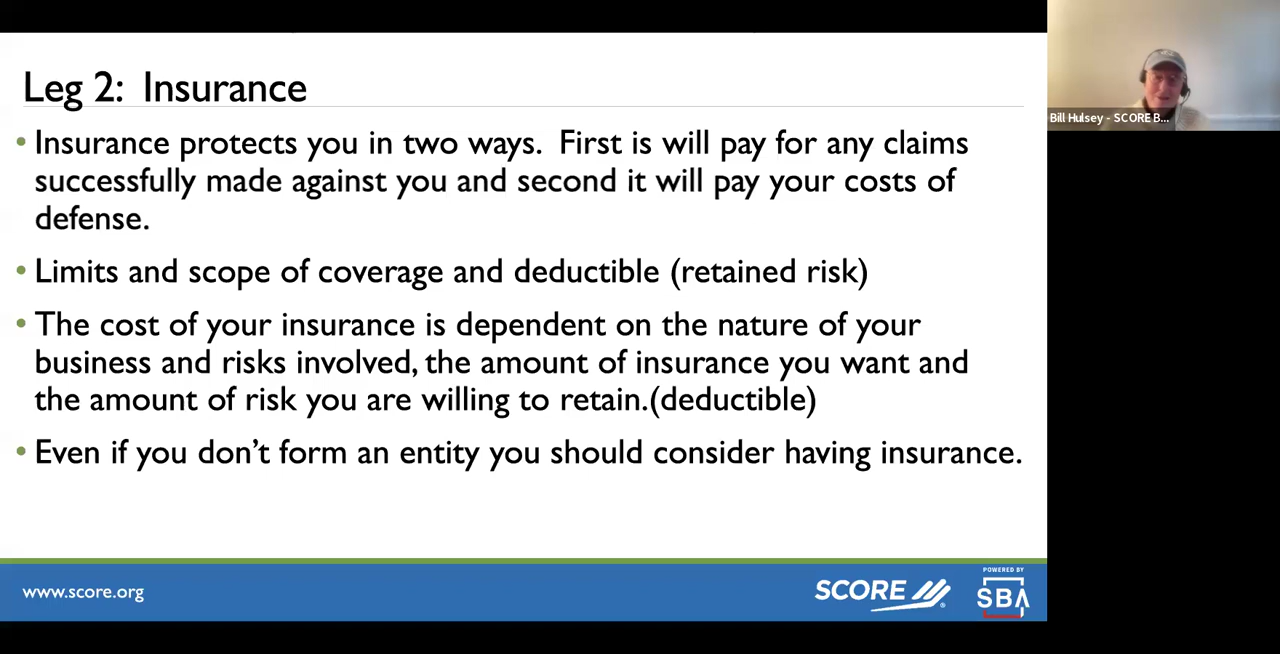 Leg 2: Insurance
• Insurance protects you in two ways. First is will pay for any claims
successfully made against you and second it will pay your costs of
defense.
• Limits and scope of coverage and deductible (retained risk)
• The cost of your insurance is dependent on the nature of your
business and risks involved, the amount of insurance you want and
the amount of risk you are willing to retain.(deductible)
• Even if you don’t form an entity you should consider having insurance.
www.score.org
SCORE
POWERED BY
SBA
Bill Hulsey - SCORE B...